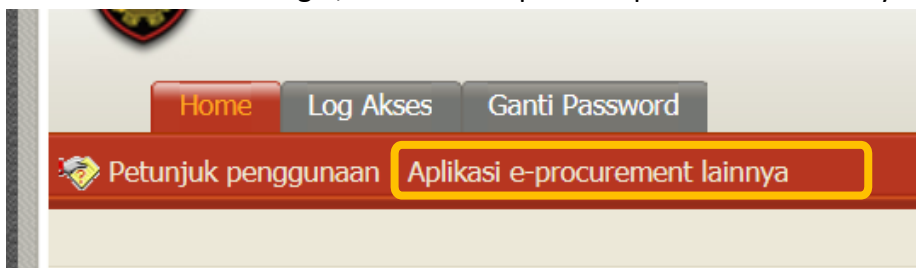 Home Log Akses Ganti Password
Petunjuk penggunaan Aplikasi e-procurement lainnya